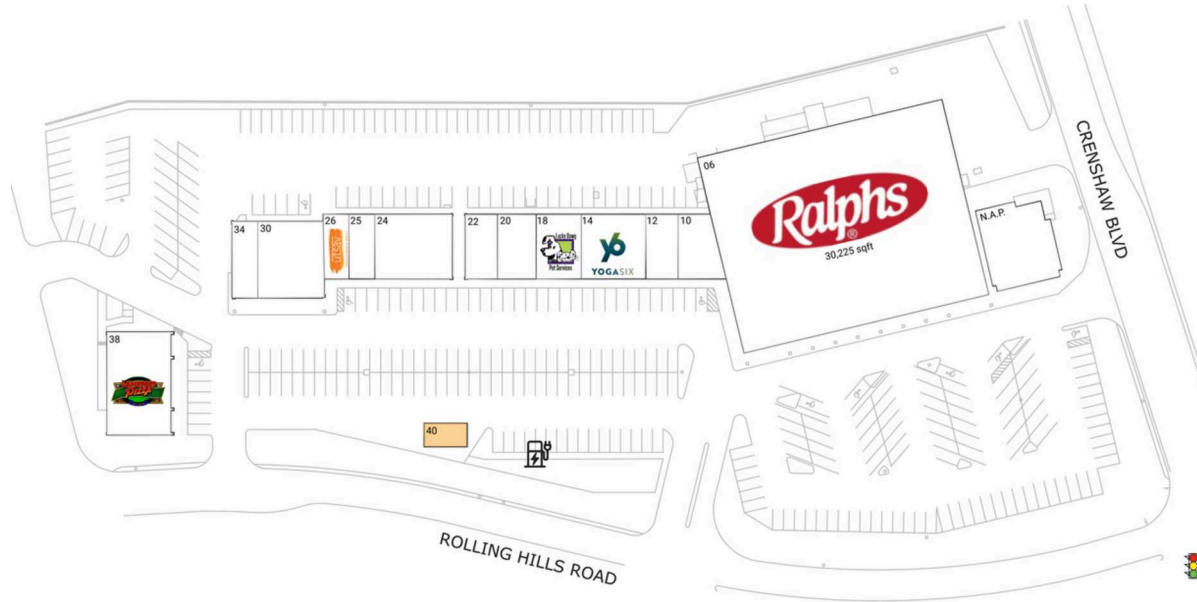 06
Ralphs
®
30,225 sqft
N.A.P.
CRENSHAW BLVD
34
30
26
25
24
22
20
18
Pet Services
14
Y6
YOGASIX
12
10
38
40
ROLLING HILLS ROAD